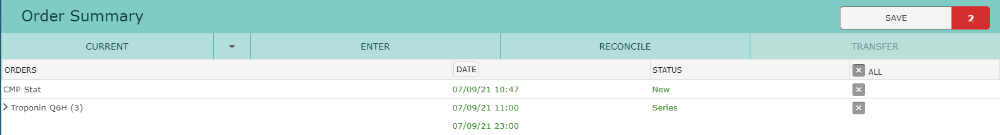 Order Summary
SAVE 2
CURRENT ENTER RECONCILE TRANSFER
ORDERS DATE STATUS ALL
CMP Stat 07/09/21 10:47 New
Troponin Q6H (3) 07/09/21 11:00 Series
07/09/21 23:00